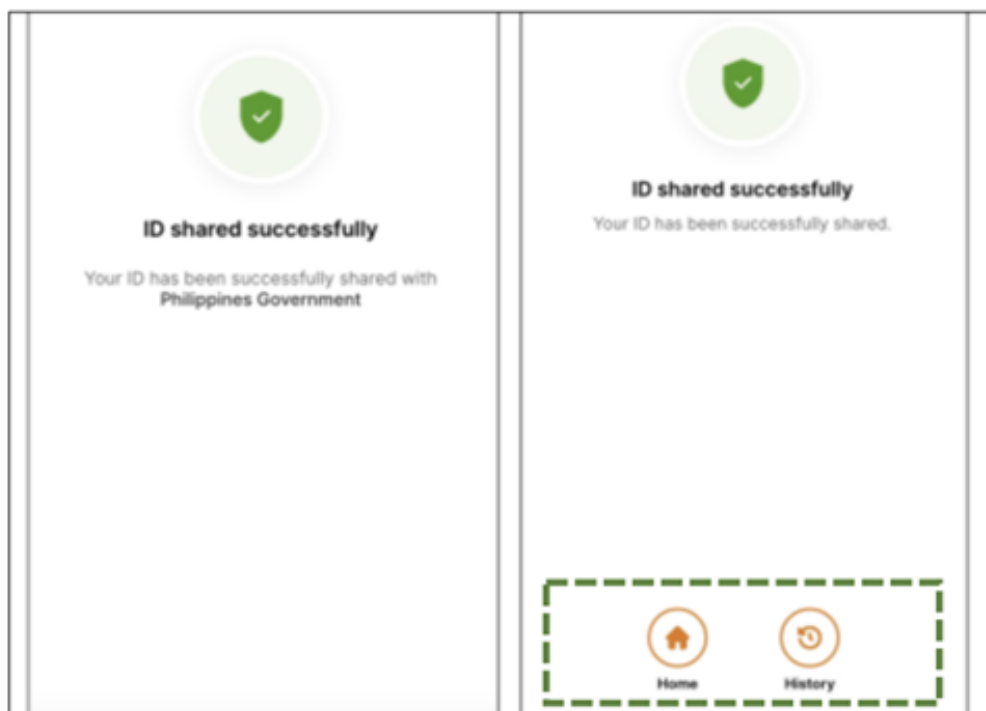 ID shared successfully
Your ID has been successfully shared with
Philippines Government
ID shared successfully
Your ID has been successfully shared.
Home
History